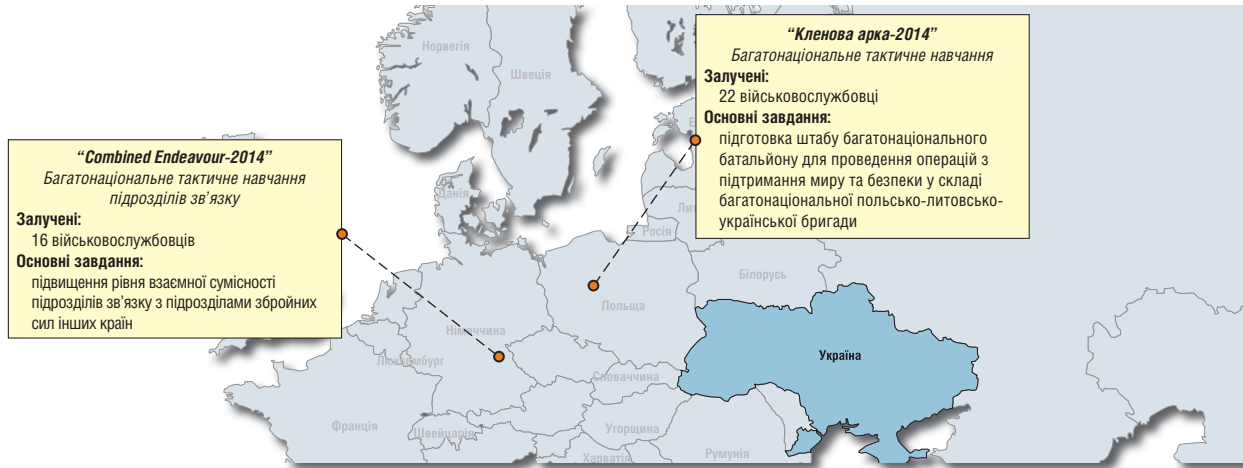 "Combined Endeavour-2014"
Багатонаціональне тактичне навчання
підрозділів зв’язку
Залучені:
16 військовослужбовців
Основні завдання:
підвищення рівня взаємної сумісності
підрозділів зв’язку з підрозділами збройних
сил інших країн
"Кленова арка-2014"
Багатонаціональне тактичне навчання
Залучені:
22 військовослужбовці
Основні завдання:
підготовка штабу багатонаціонального
батальйону для проведення операцій з
підтримання миру та безпеки у складі
багатонаціональної польсько-литовсько-
української бригади
Норвегія
Швеція
Данія
Росія
Білорусь
Польща
Німеччина
Україна
Люксембург
Словаччина
Франція
Швейцарія
Угорщина
Хорватія
Румунія